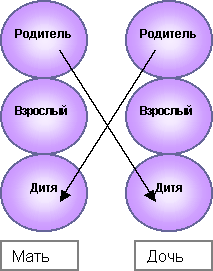 Родитель Родитель
Взрослый Взрослый
Дитя Дитя
Мать Дочь